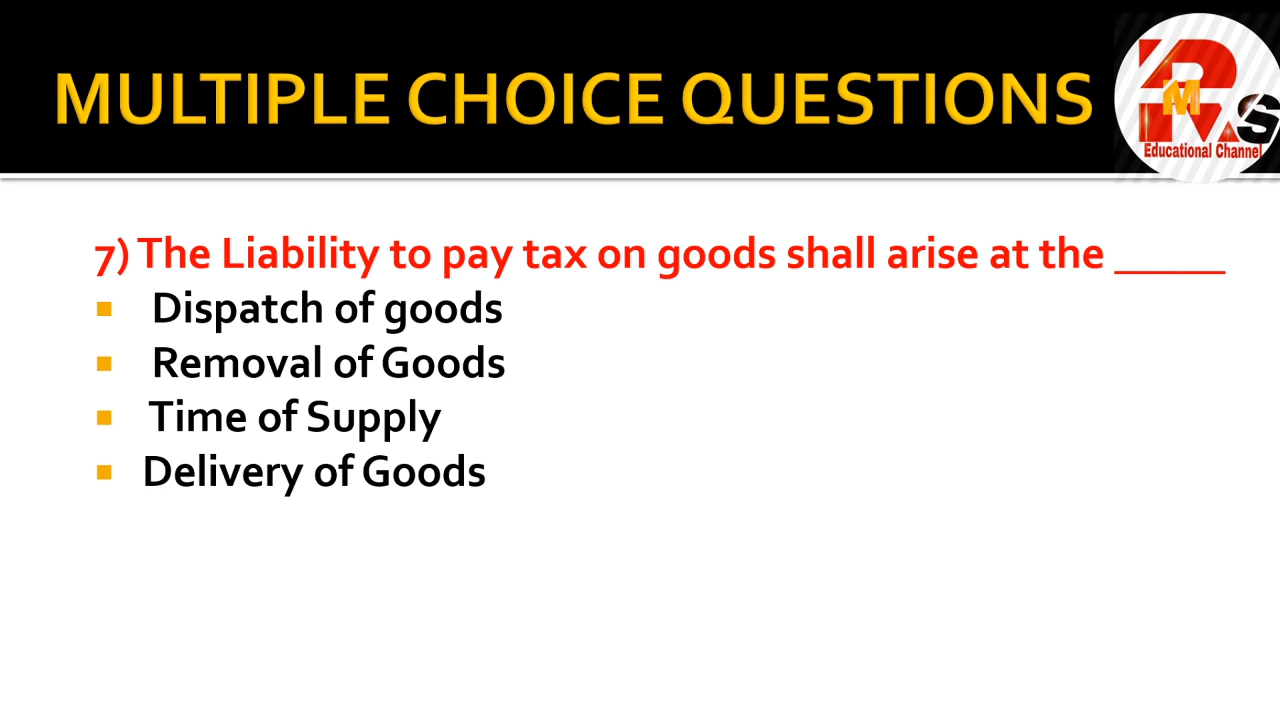 MULTIPLE CHOICE QUESTIONS
M
S
Educational Channel
7) The Liability to pay tax on goods shall arise at the _____
Dispatch of goods
Removal of Goods
Time of Supply
Delivery of Goods